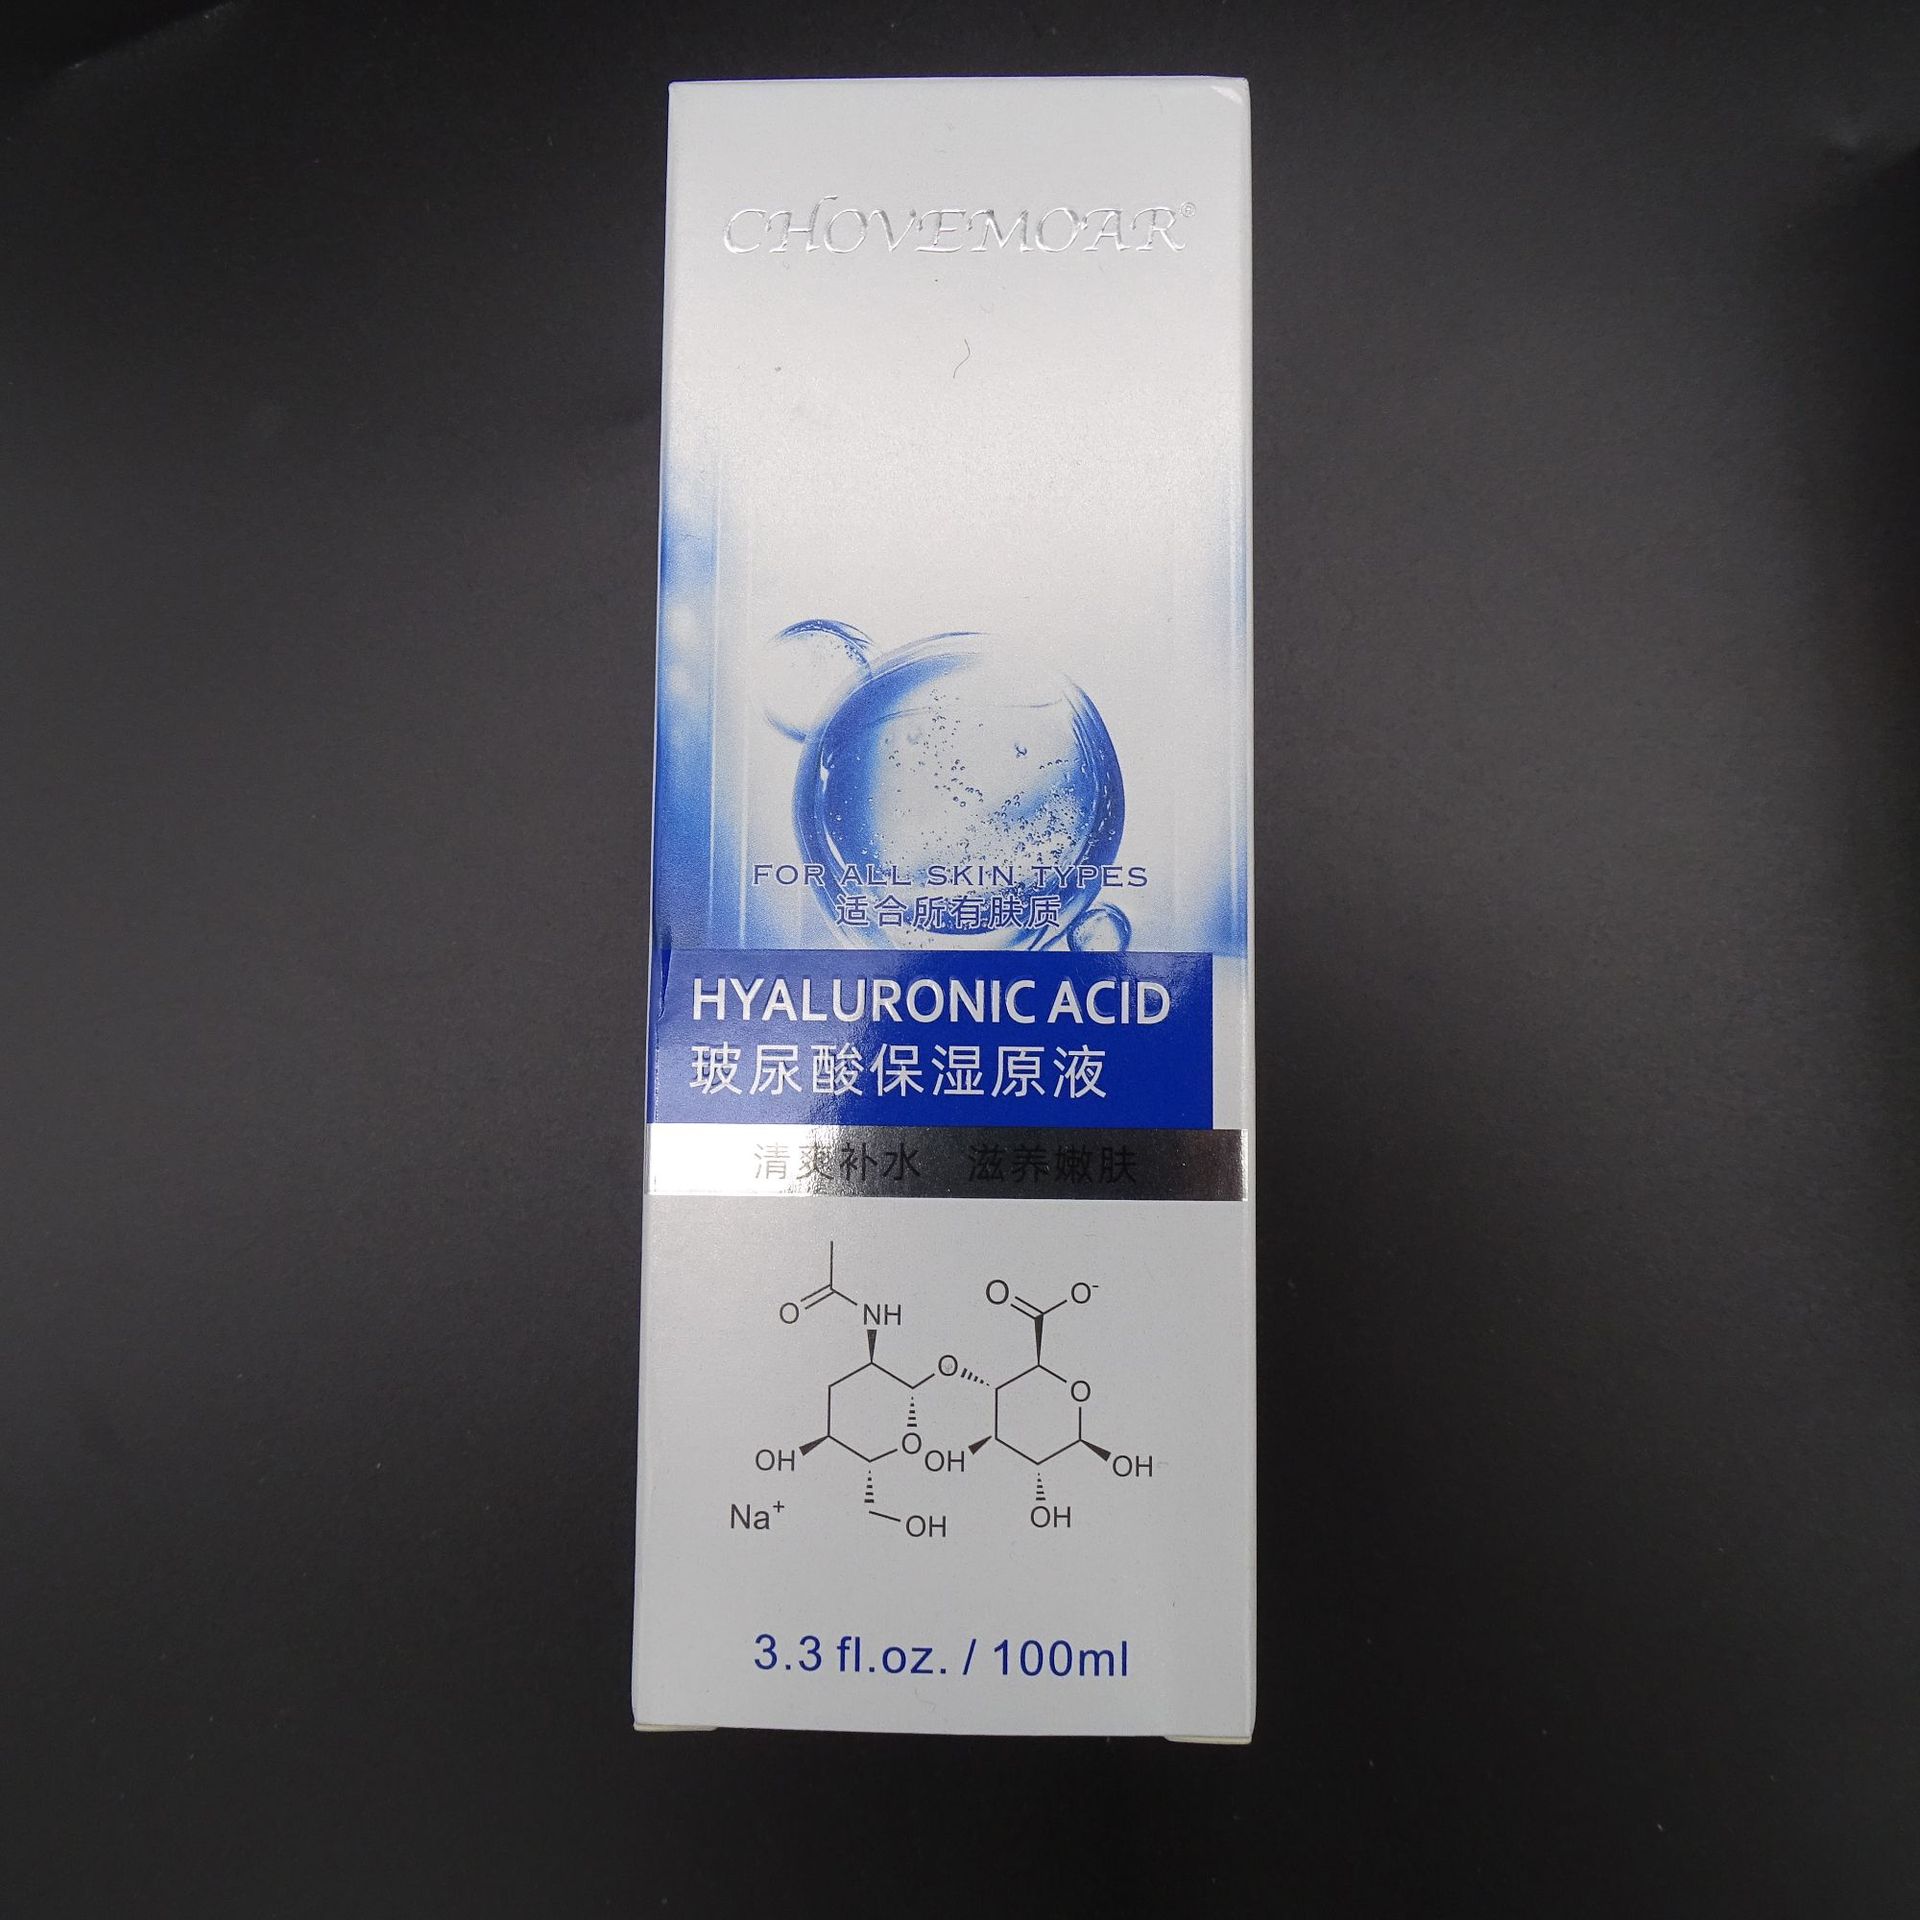 CHOVEMOAR®
FOR ALL SKIN TYPES
适合所有肤质
HYALURONIC ACID
玻尿酸保湿原液
清爽补水 滋养嫩肤
O NH O O-
O O
OH O OH OH
Na+ OH OH
3.3 fl.oz. / 100ml